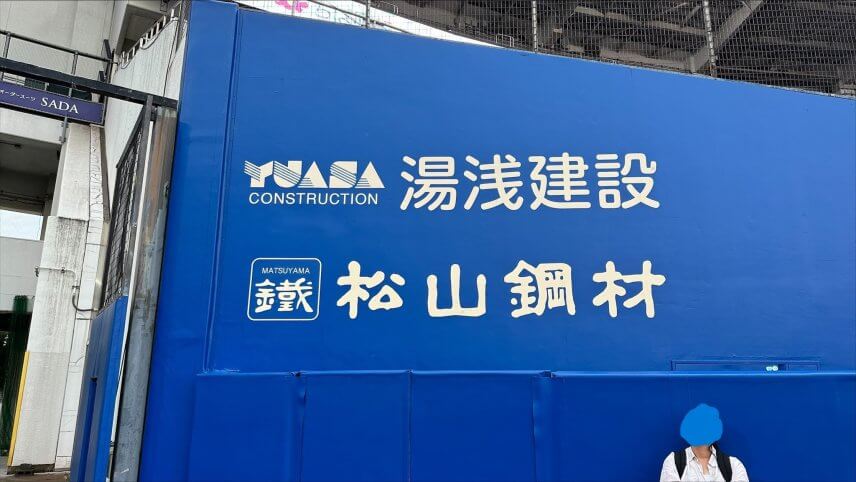 オーダースーツ SADA
YUASA
CONSTRUCTION
湯浅建設
MATSUYAMA
鐵
松山鋼材